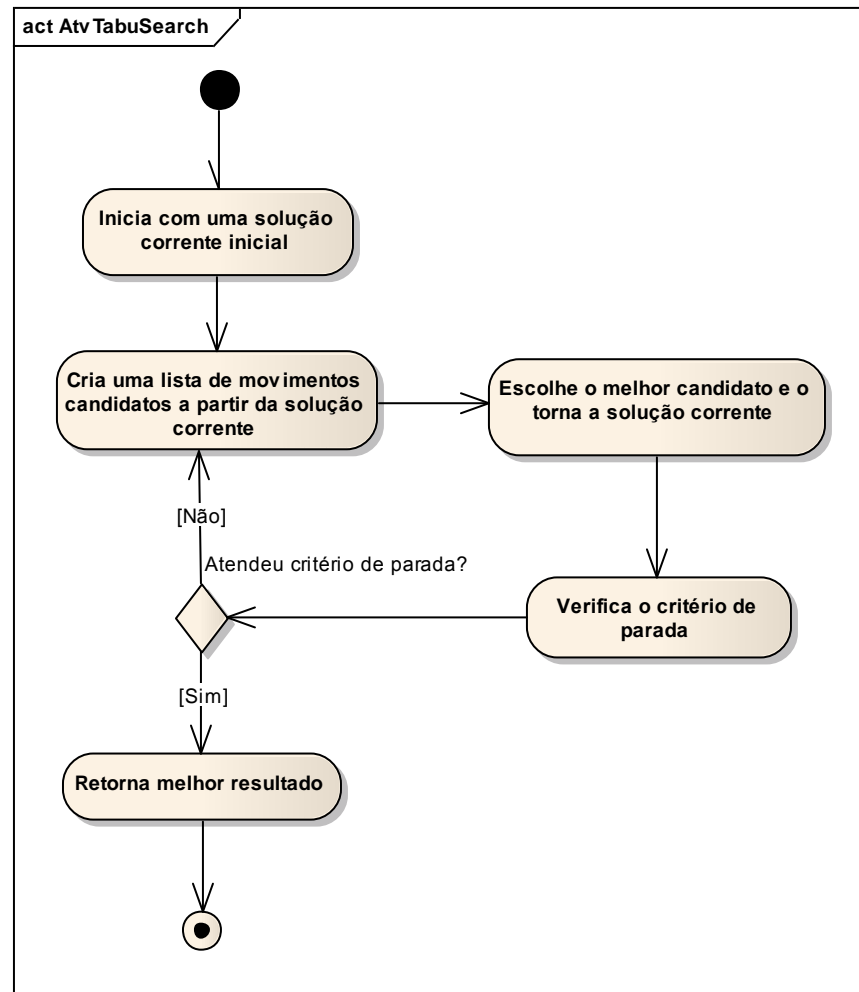 act AtvTabuSearch
Inicia com uma solução
corrente inicial
Cria uma lista de movimentos
candidatos a partir da solução
corrente
Escolhe o melhor candidato e o
torna a solução corrente
[Não]
Atendeu critério de parada?
Verifica o critério de
parada
[Sim]
Retorna melhor resultado